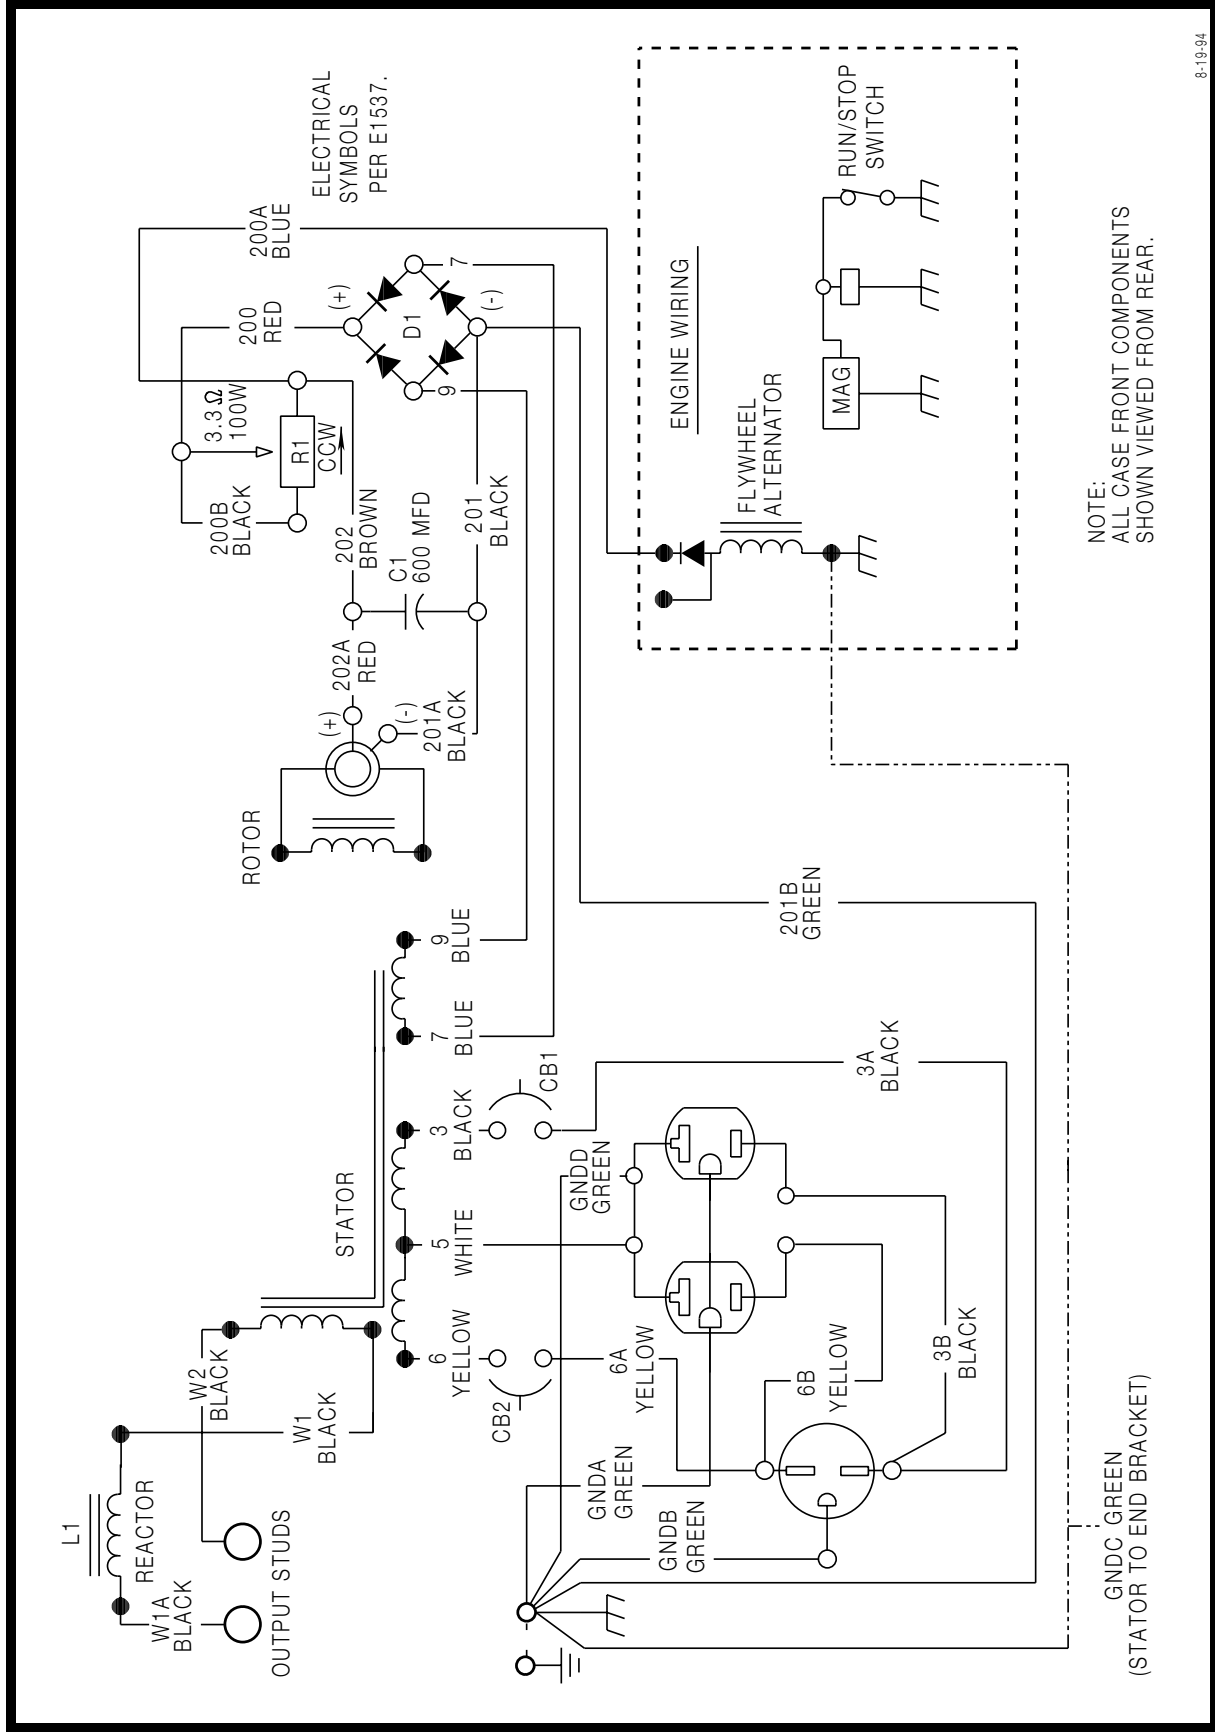 L1
REACTOR
W1A
BLACK
OUTPUT STUDS
W2
BLACK
W1
BLACK
STATOR
6
YELLOW
5
WHITE
3
BLACK
7
BLUE
9
BLUE
CB2
CB1
ROTOR
(+)
(-)
202A
RED
201A
BLACK
C1
600 MFD
202
BROWN
201
BLACK
200B
BLACK
3.3 Ω
100W
R1
CCW
200
RED
(+)
D1
(-)
9
7
200A
BLUE
ELECTRICAL
SYMBOLS
PER E1537.
GNDA
GREEN
GNDB
GREEN
6A
YELLOW
6B
YELLOW
GNDD
GREEN
3B
BLACK
3A
BLACK
201B
GREEN
ENGINE WIRING
FLYWHEEL
ALTERNATOR
MAG
RUN/STOP
SWITCH
GNDC GREEN
(STATOR TO END BRACKET)
NOTE:
ALL CASE FRONT COMPONENTS
SHOWN VIEWED FROM REAR.
8-19-94